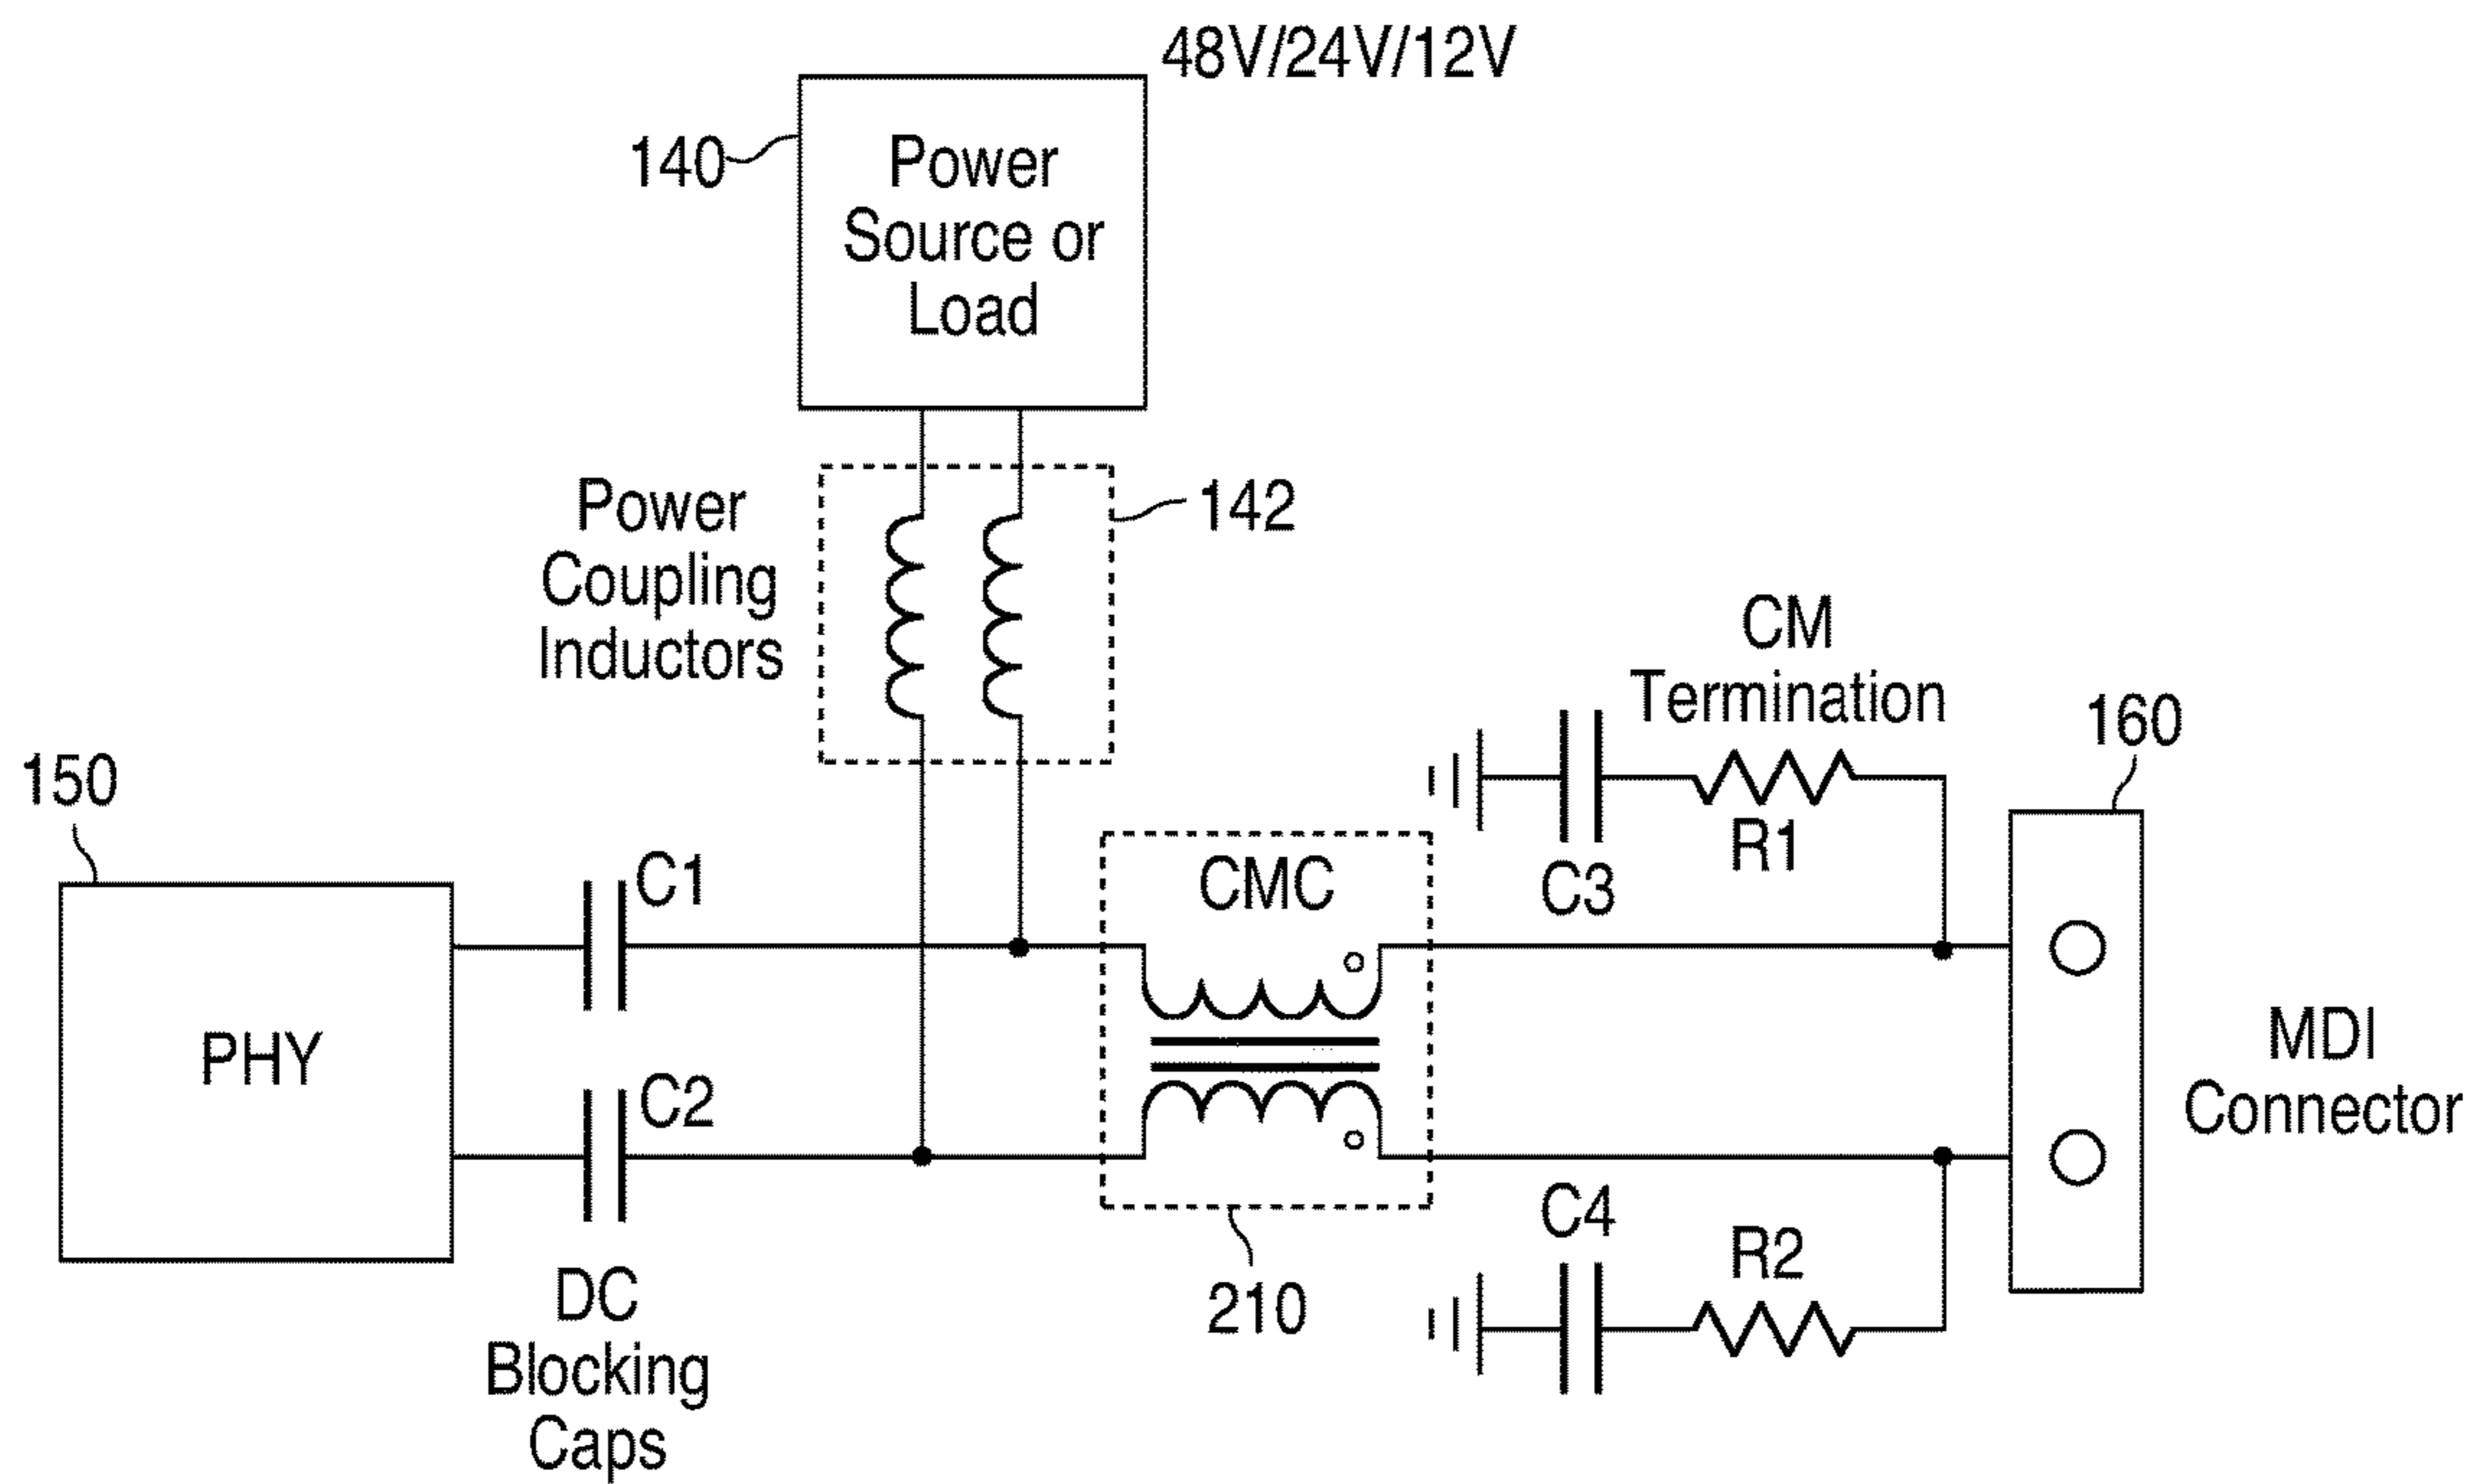 48V/24V/12V
140
Power
Source or
Load
Power
Coupling
Inductors
142
CM
Termination
160
150
C1
CMC
C3
R1
PHY
C2
MDI
Connector
C4
R2
210
DC
Blocking
Caps